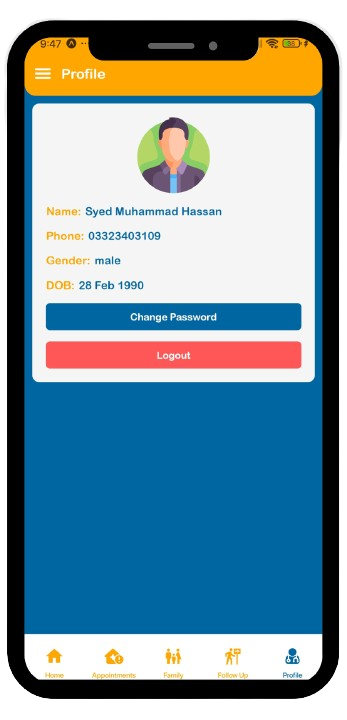 9:47
Profile
Name: Syed Muhammad Hassan
Phone: 03323403109
Gender: male
DOB: 28 Feb 1990
Change Password
Logout
Home Appointments Family Follow Up Profile